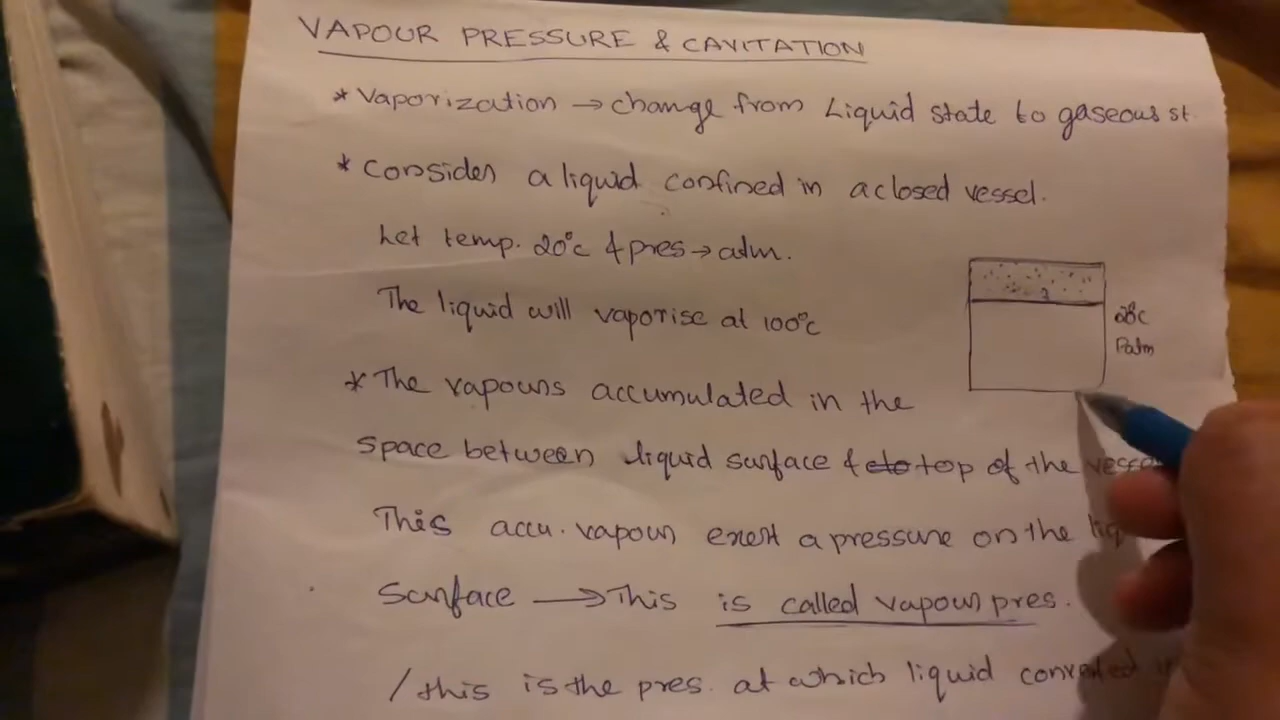 VAPOUR PRESSURE & CAVITATION
* Vaporization → change from Liquid state to gaseous st.
* Consider a liquid confined in a closed vessel.
Let temp. 20°c & pres → atm.
The liquid will vaporise at 100°c
20°c
Patm
* The vapours accumulated in the
space between liquid surface & top of the vessel
This accu. vapour exert a pressure on the liq
Surface → This is called vapour pres.
/ this is the pres. at which liquid converted